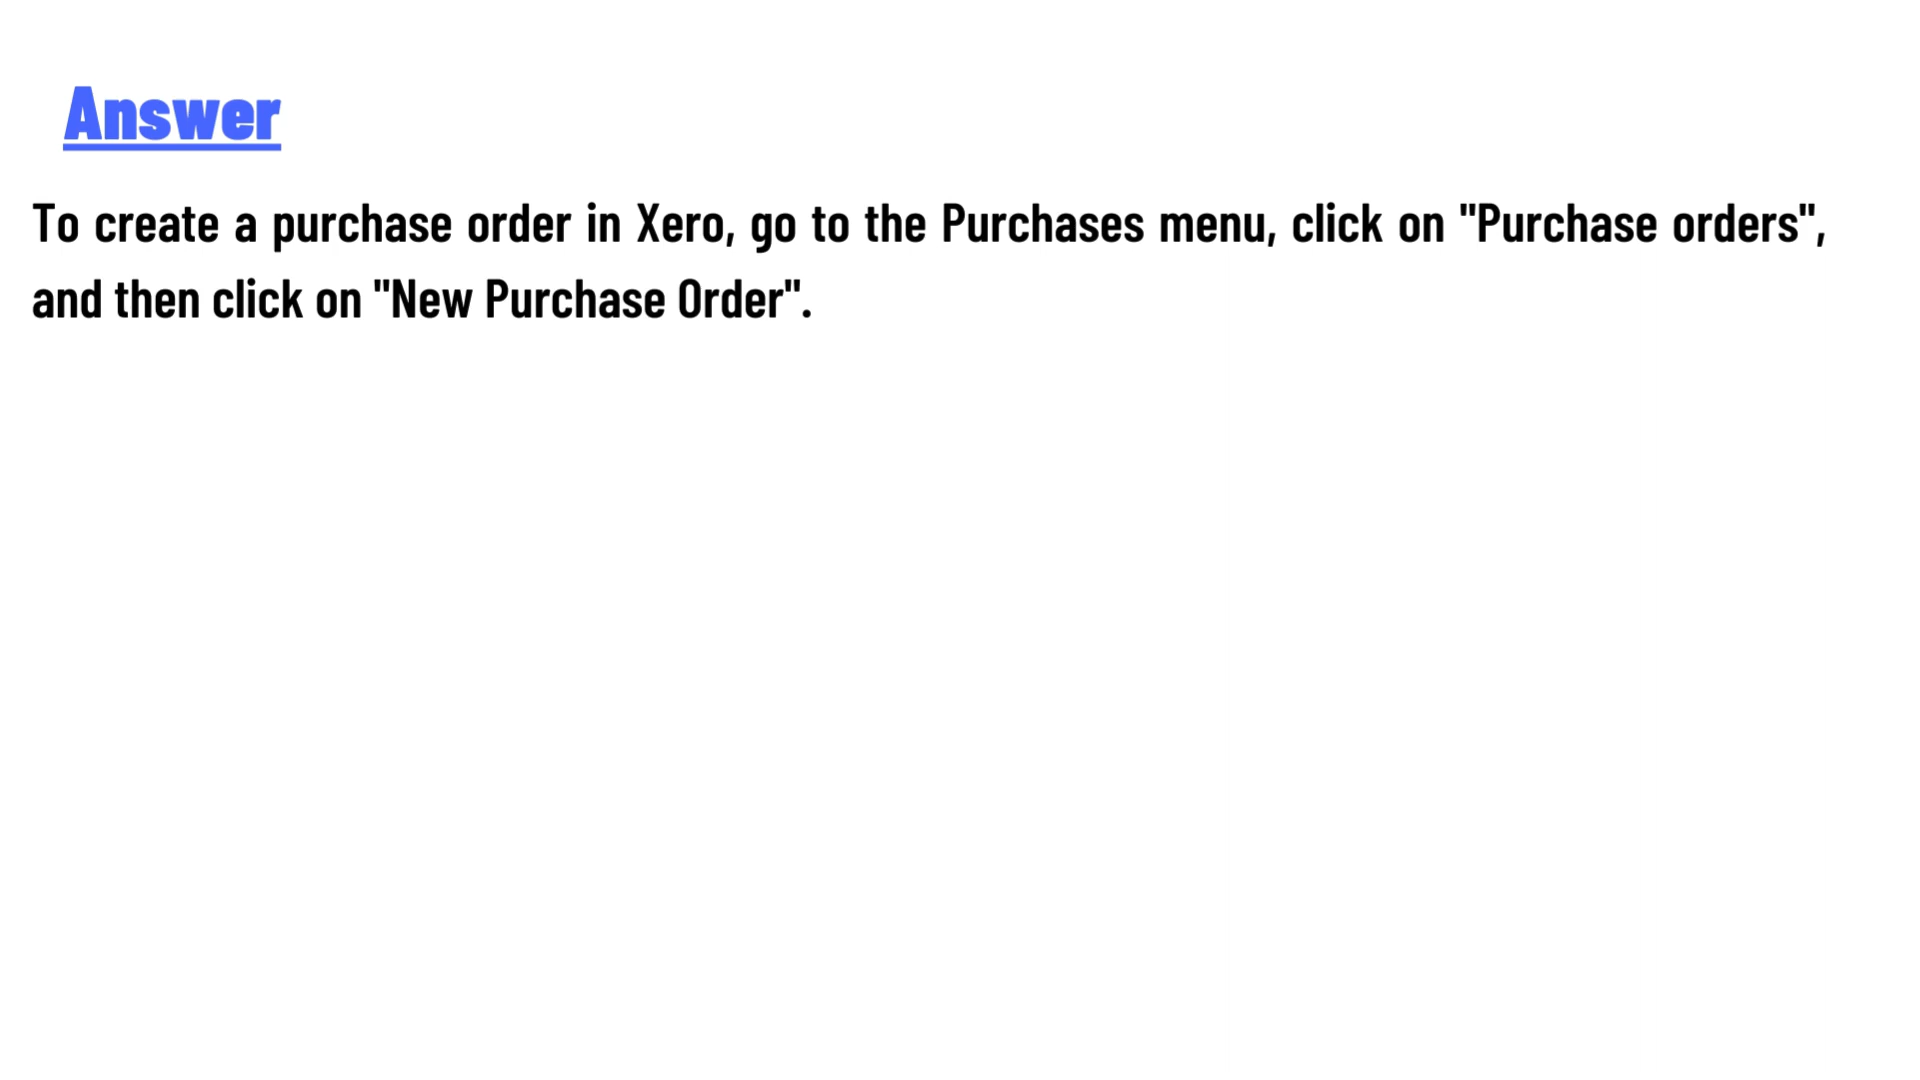 Answer
To create a purchase order in Xero, go to the Purchases menu, click on "Purchase orders",
and then click on "New Purchase Order".